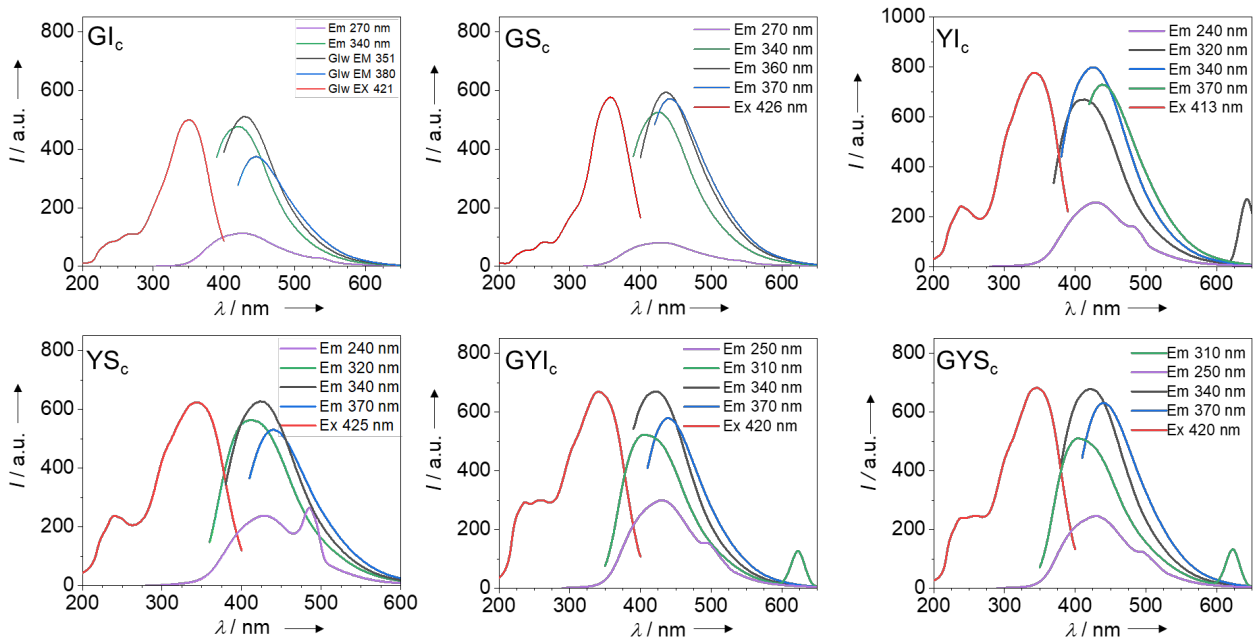 GIc
Em 270 nm
Em 340 nm
Glw EM 351
Glw EM 380
Glw EX 421
800
600
400
200
0
I / a.u.
200 300 400 500 600
λ / nm
GSc
Em 270 nm
Em 340 nm
Em 360 nm
Em 370 nm
Ex 426 nm
800
600
400
200
0
I / a.u.
200 300 400 500 600
λ / nm
YIc
Em 240 nm
Em 320 nm
Em 340 nm
Em 370 nm
Ex 413 nm
1000
800
600
400
200
0
I / a.u.
200 300 400 500 600
λ / nm
YSc
Em 240 nm
Em 320 nm
Em 340 nm
Em 370 nm
Ex 425 nm
800
600
400
200
0
I / a.u.
200 300 400 500 600
λ / nm
GYIc
Em 250 nm
Em 310 nm
Em 340 nm
Em 370 nm
Ex 420 nm
800
600
400
200
0
I / a.u.
200 300 400 500 600
λ / nm
GYSc
Em 310 nm
Em 250 nm
Em 340 nm
Em 370 nm
Ex 420 nm
800
600
400
200
0
I / a.u.
200 300 400 500 600
λ / nm